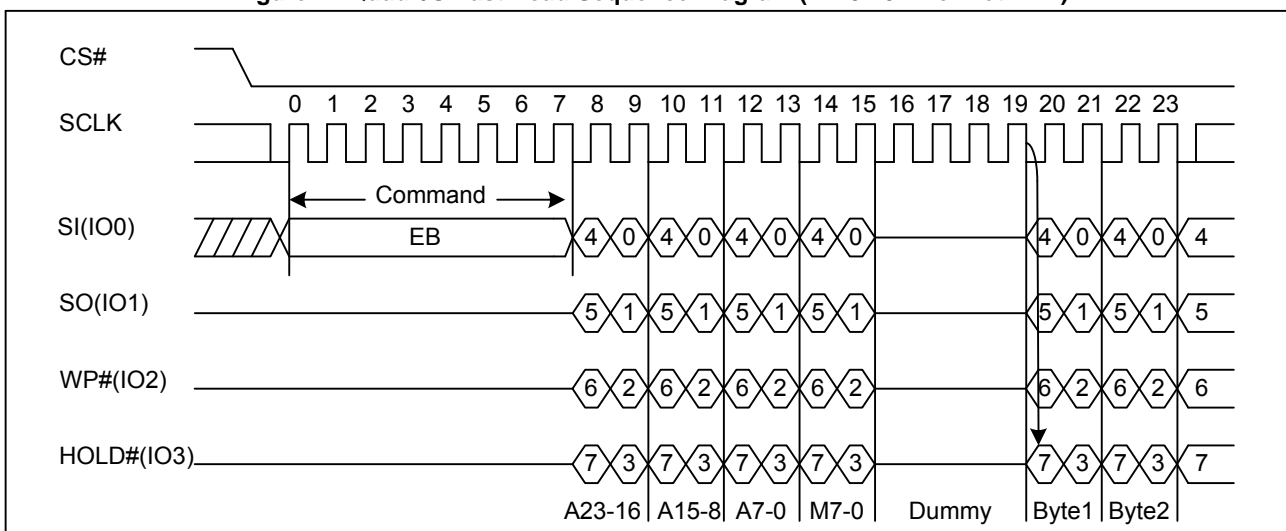 CS#
0 1 2 3 4 5 6 7 8 9 10 11 12 13 14 15 16 17 18 19 20 21 22 23
SCLK
Command
SI(IO0)
EB 4 0 4 0 4 0 4 0 4 0 4 0 4
SO(IO1) 5 1 5 1 5 1 5 1 5 1 5 1 5
WP#(IO2) 6 2 6 2 6 2 6 2 6 2 6 2 6
HOLD#(IO3) 7 3 7 3 7 3 7 3 7 3 7 3 7
A23-16 A15-8 A7-0 M7-0 Dummy Byte1 Byte2